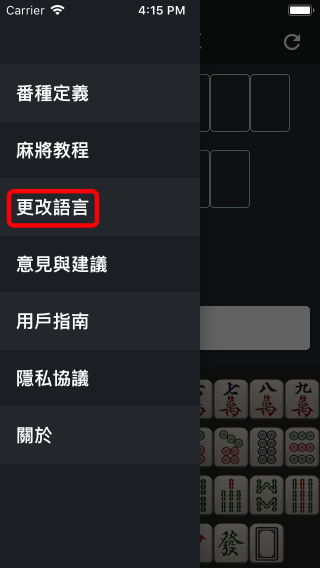 Carrier
4:15 PM
番種定義
麻將教程
更改語言
意見與建議
用戶指南
隱私協議
關於
七 八 九
萬 萬 萬 萬
發